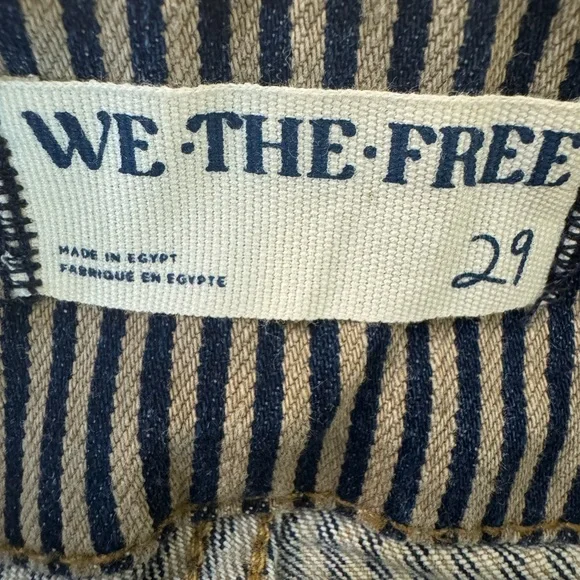 WE·THE·FREE
MADE IN EGYPT
FABRIQUÉ EN EGYPTE
29